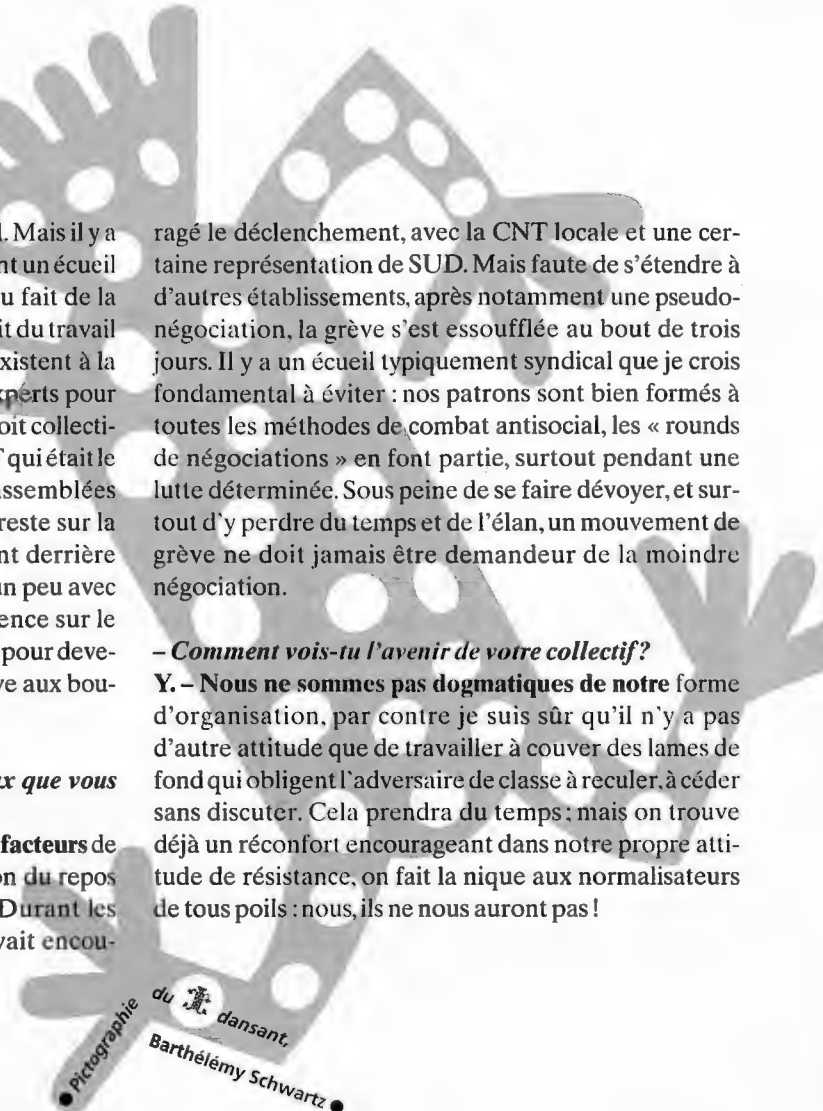 . Mais il y a
nt un écueil
u fait de la
it du travail
xistent à la
xperts pour
oit collecti-
qui était le
assemblées
reste sur la
nt derrière
un peu avec
ence sur le
pour deve-
ve aux bou-
x que vous
facteurs de
on du repos
Durant les
vait encou-
ragé le déclenchement, avec la CNT locale et une cer-
taine représentation de SUD. Mais faute de s'étendre à
d'autres établissements, après notamment une pseudo-
négociation, la grève s'est essoufflée au bout de trois
jours. Il y a un écueil typiquement syndical que je crois
fondamental à éviter : nos patrons sont bien formés à
toutes les méthodes de combat antisocial, les « rounds
de négociations » en font partie, surtout pendant une
lutte déterminée. Sous peine de se faire dévoyer, et sur-
tout d'y perdre du temps et de l'élan, un mouvement de
grève ne doit jamais être demandeur de la moindre
négociation.
– Comment vois-tu l'avenir de votre collectif ?
Y. – Nous ne sommes pas dogmatiques de notre forme
d'organisation, par contre je suis sûr qu'il n'y a pas
d'autre attitude que de travailler à couver des lames de
fond qui obligent l'adversaire de classe à reculer, à céder
sans discuter. Cela prendra du temps ; mais on trouve
déjà un réconfort encourageant dans notre propre atti-
tude de résistance, on fait la nique aux normalisateurs
de tous poils : nous, ils ne nous auront pas !
● Pictographie
du dansant,
Barthélémy Schwartz ●